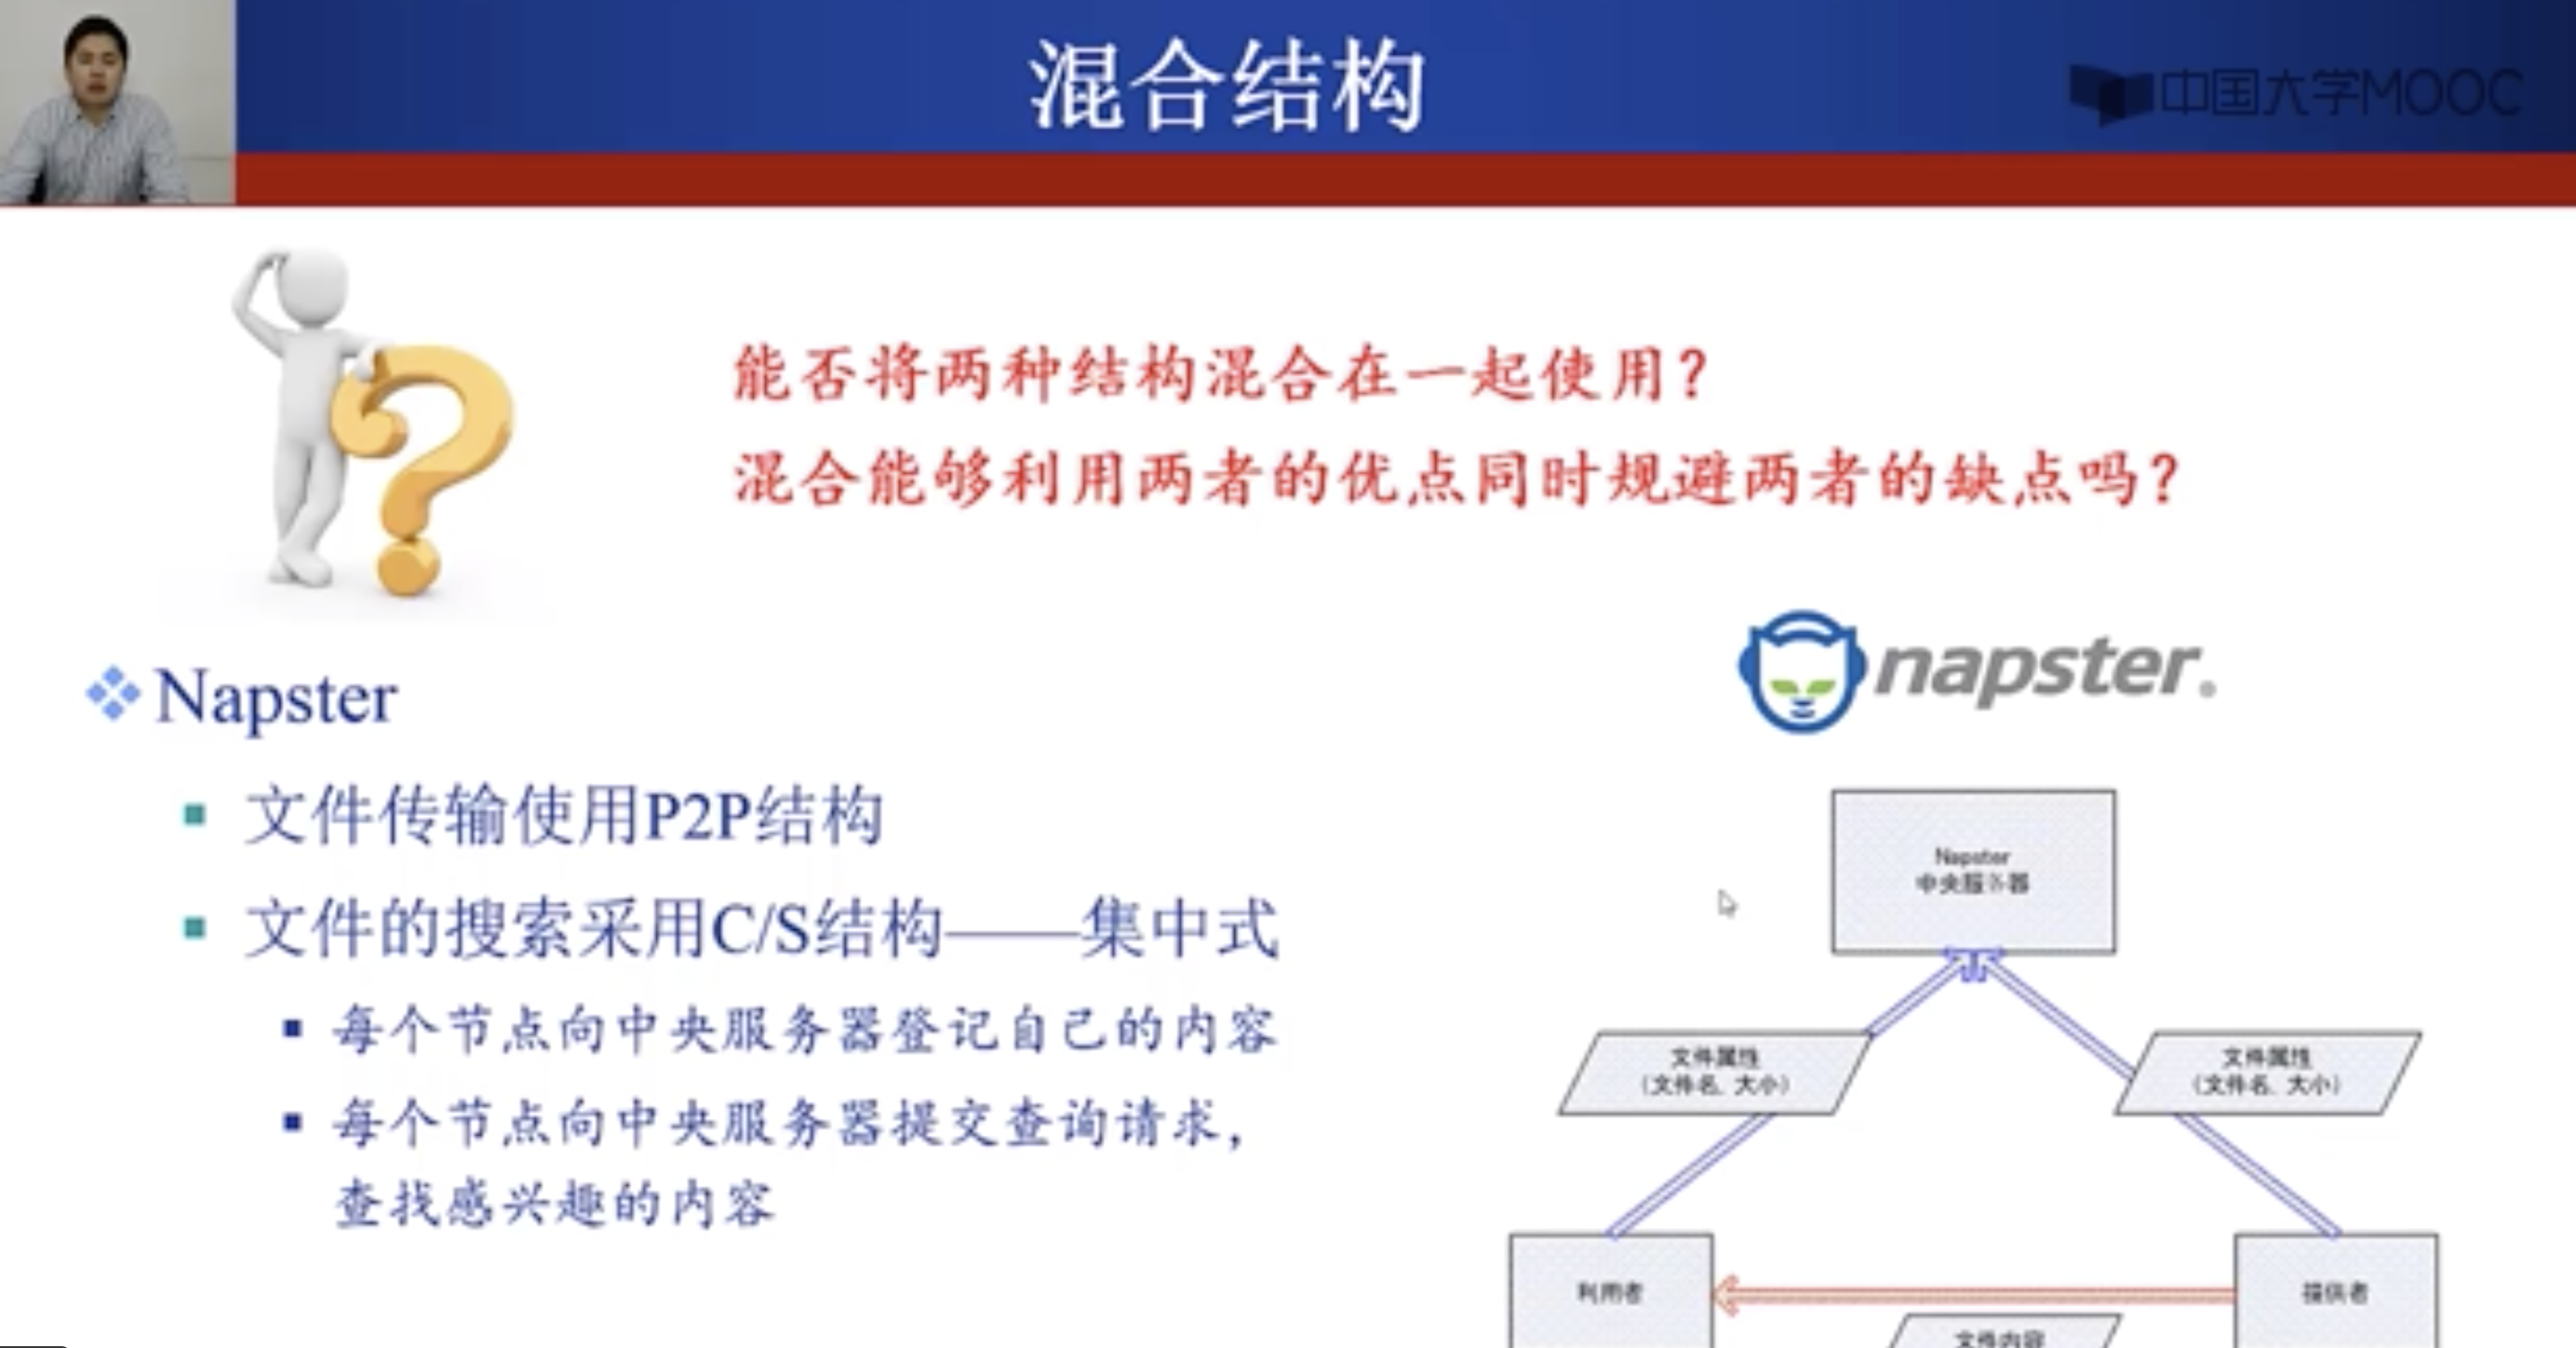 混合结构
中国大学MOOC
能否将两种结构混合在一起使用？
混合能够利用两者的优点同时规避两者的缺点吗？
napster
Napster
文件传输使用P2P结构
文件的搜索采用C/S结构——集中式
每个节点向中央服务器登记自己的内容
每个节点向中央服务器提交查询请求，
查找感兴趣的内容
Napster
中央服务器
文件属性
（文件名，大小）
文件属性
（文件名，大小）
利用者
提供者
文件内容